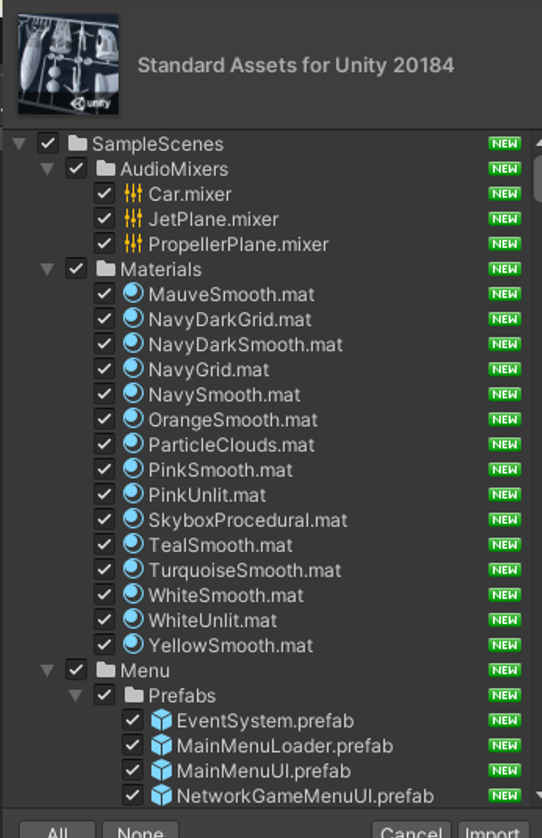 unity
Standard Assets for Unity 20184
SampleScenes NEW
AudioMixers NEW
Car.mixer NEW
JetPlane.mixer NEW
PropellerPlane.mixer NEW
Materials NEW
MauveSmooth.mat NEW
NavyDarkGrid.mat NEW
NavyDarkSmooth.mat NEW
NavyGrid.mat NEW
NavySmooth.mat NEW
OrangeSmooth.mat NEW
ParticleClouds.mat NEW
PinkSmooth.mat NEW
PinkUnlit.mat NEW
SkyboxProcedural.mat NEW
TealSmooth.mat NEW
TurquoiseSmooth.mat NEW
WhiteSmooth.mat NEW
WhiteUnlit.mat NEW
YellowSmooth.mat NEW
Menu NEW
Prefabs NEW
EventSystem.prefab NEW
MainMenuLoader.prefab NEW
MainMenuUI.prefab NEW
NetworkGameMenuUI.prefab NEW
All None Cancel Import